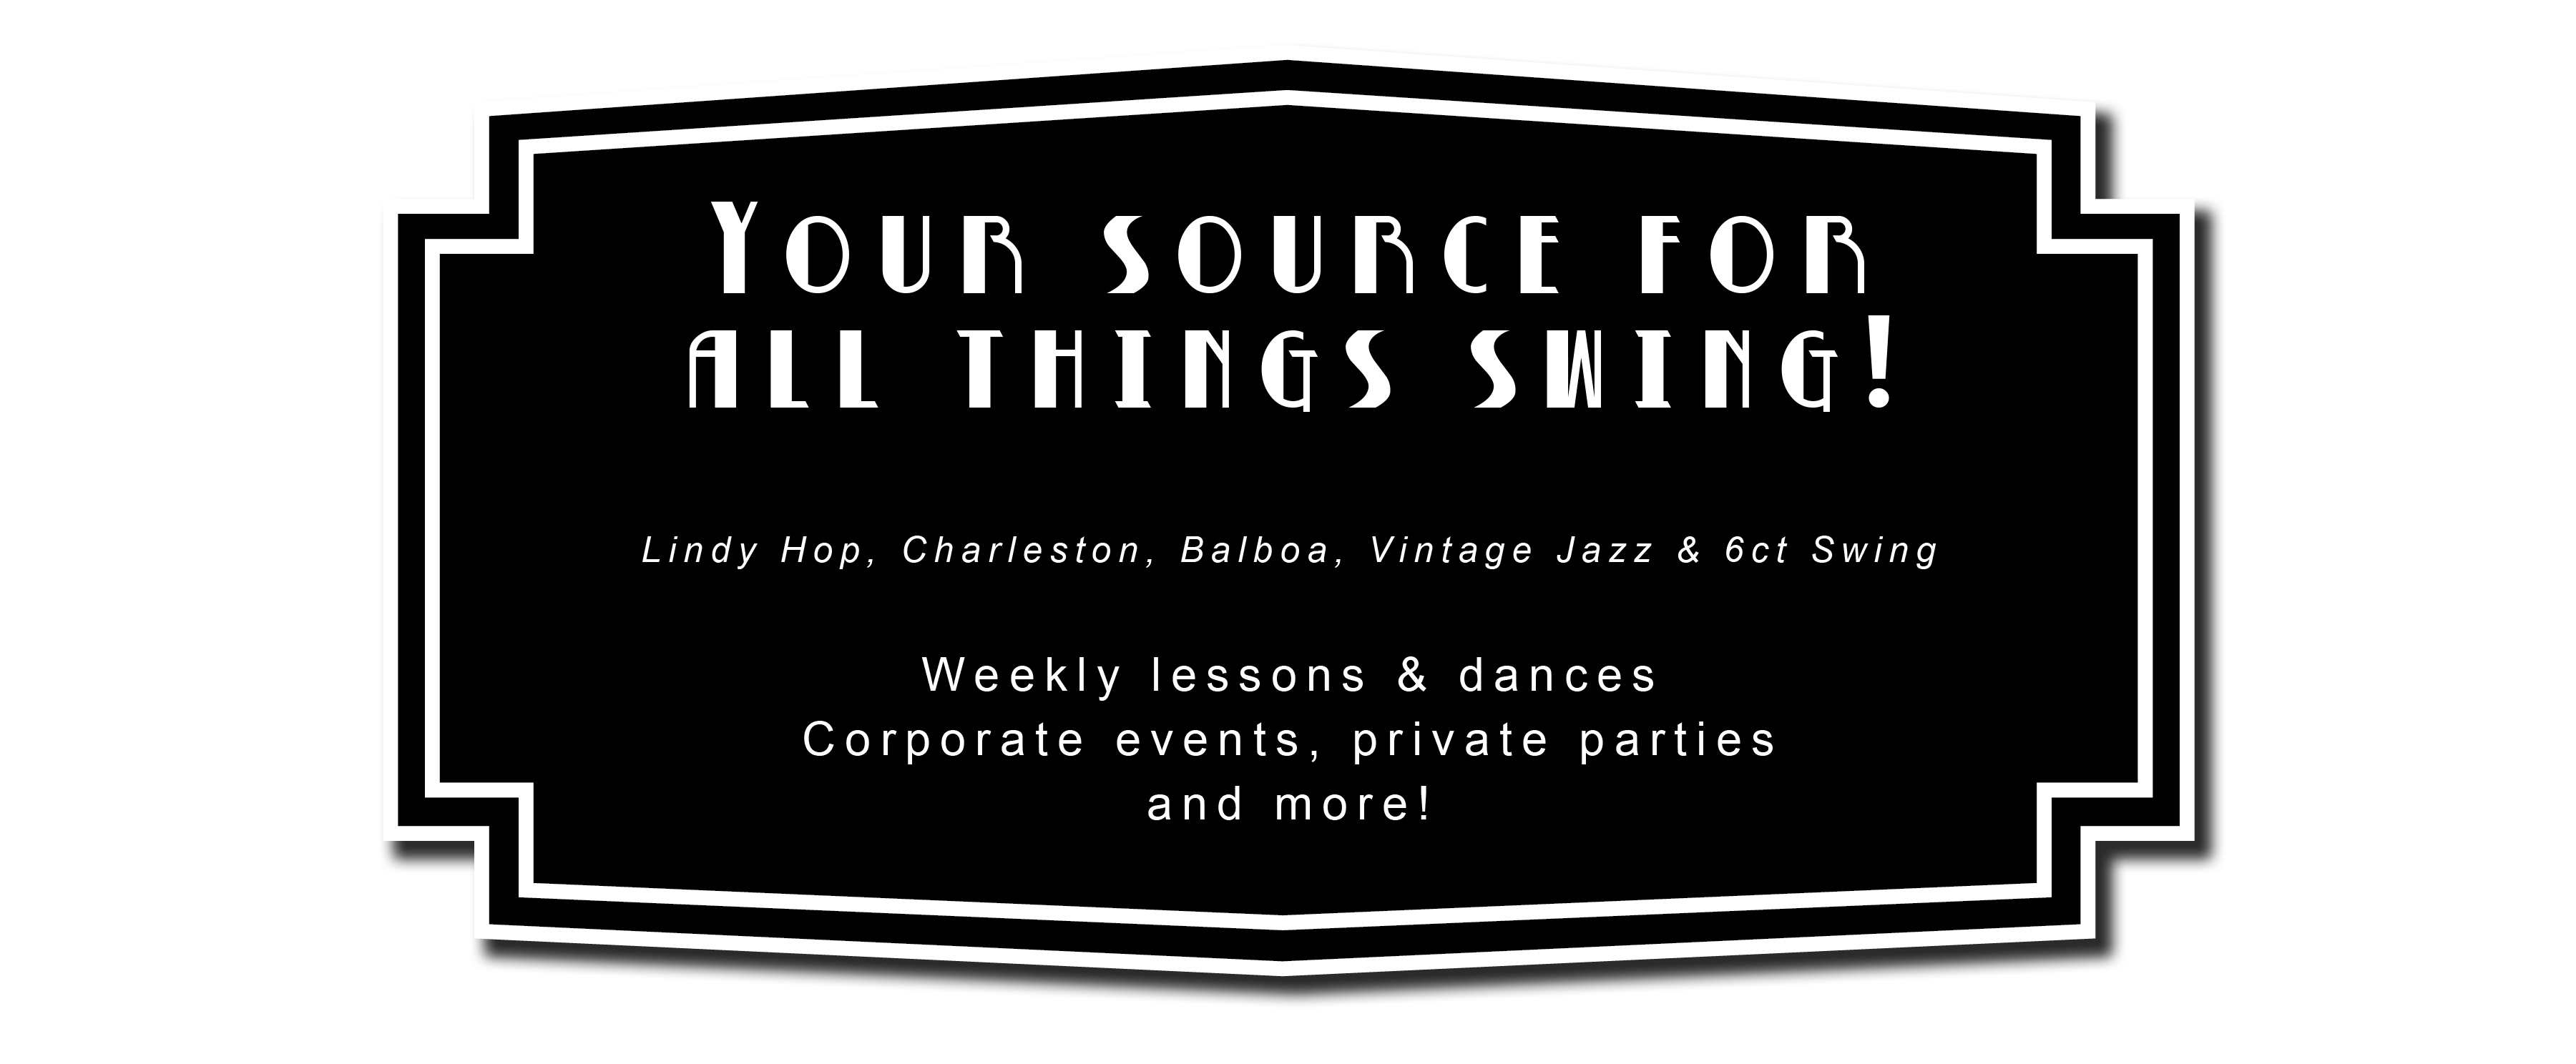 Your source for
all things swing!
Lindy Hop, Charleston, Balboa, Vintage Jazz & 6ct Swing
Weekly lessons & dances
Corporate events, private parties
and more!